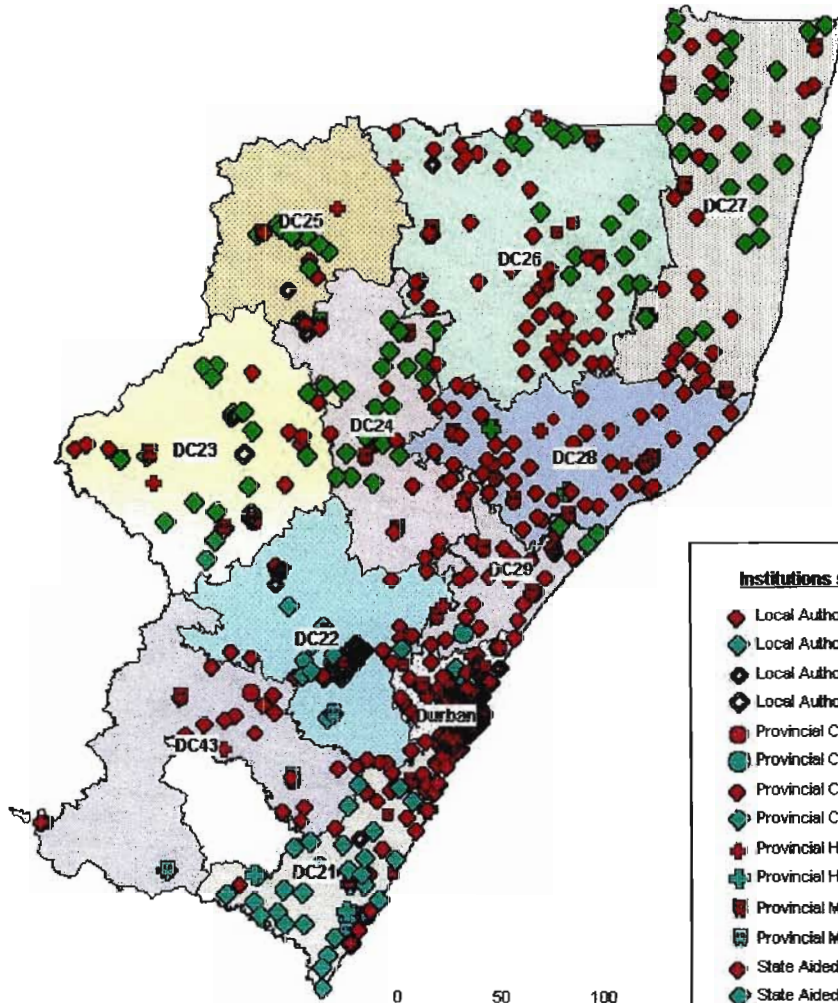 DC25
DC27
DC26
DC24
DC23
DC28
DC29
DC22
Durban
DC43
DC21
0 50 100
Institutions
Local Autho
Local Autho
Local Autho
Local Autho
Provincial C
Provincial C
Provincial C
Provincial C
Provincial H
Provincial H
Provincial M
Provincial M
State Aided
State Aided